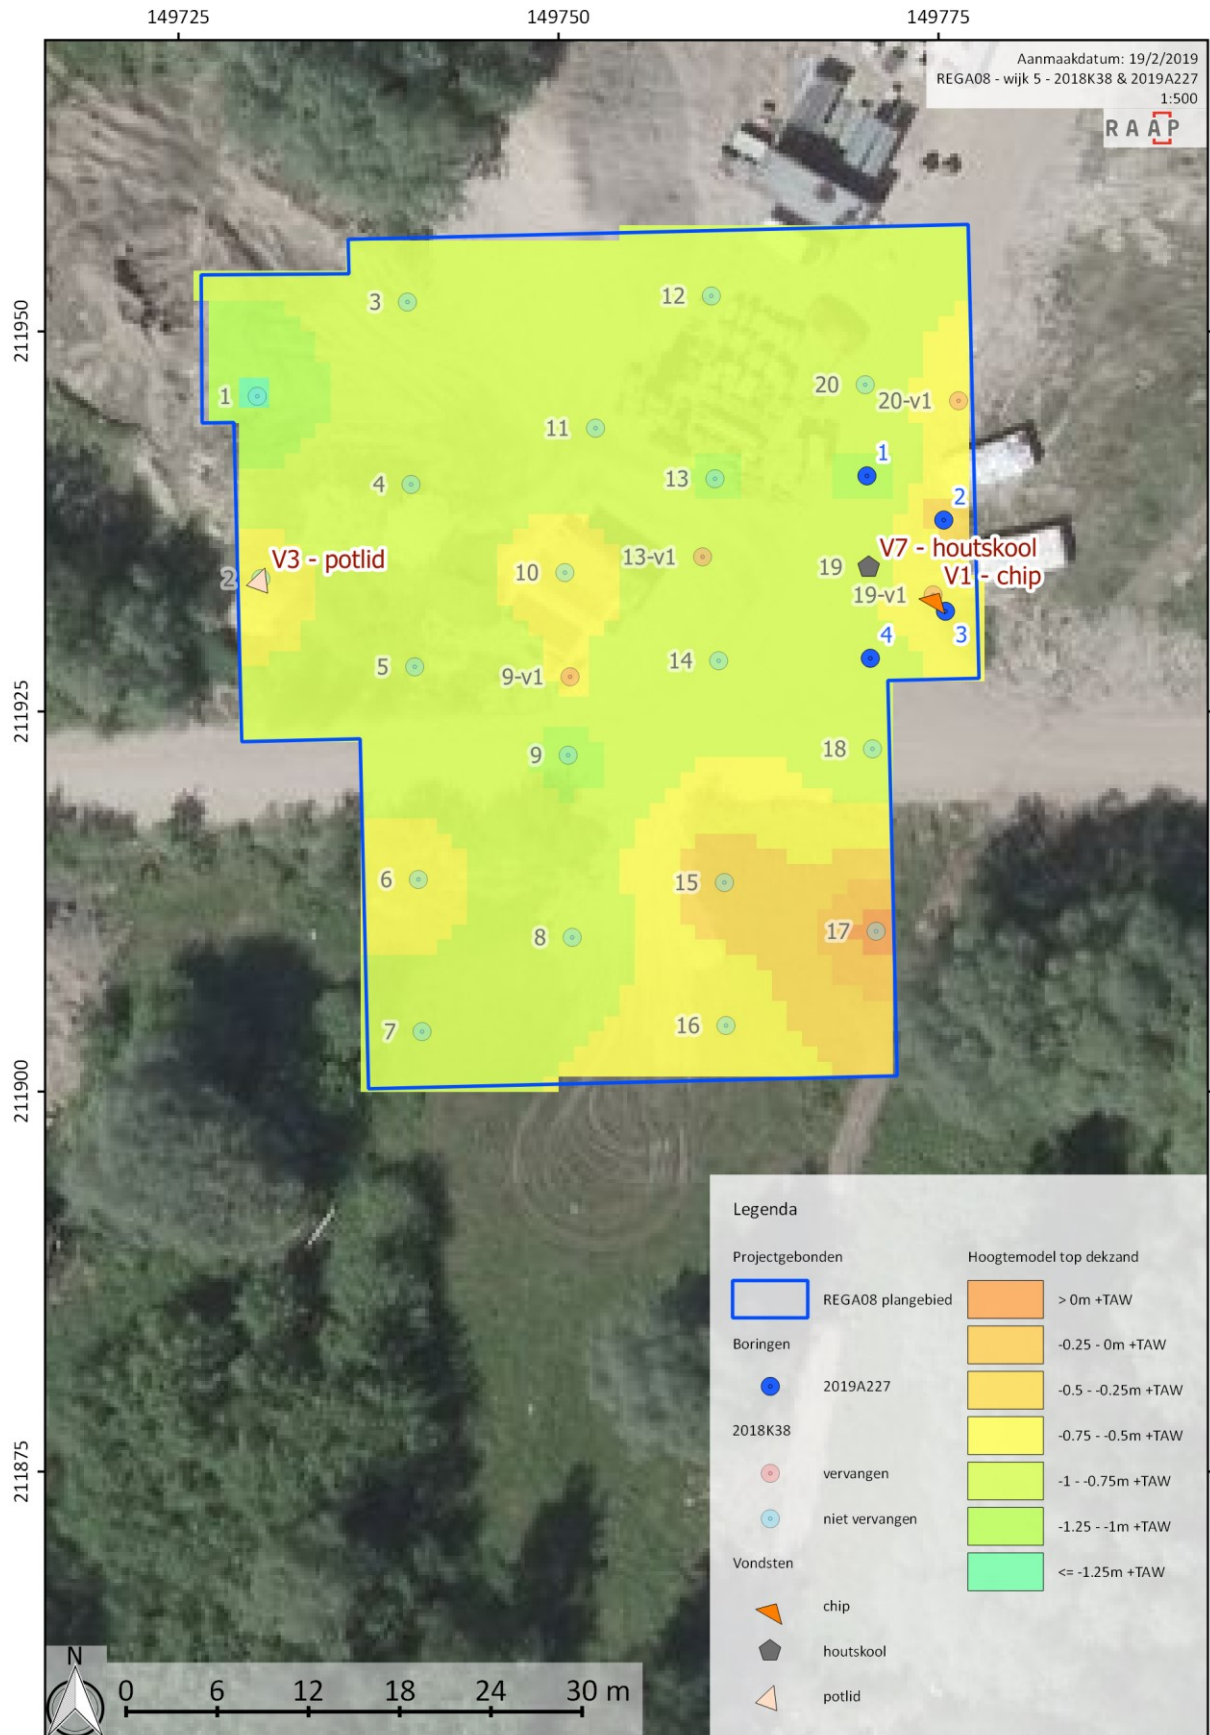 149725 149750 149775
Aanmaakdatum: 19/2/2019
REGA08 - wijk 5 - 2018K38 & 2019A227
1:500
RAAP
211950
211925
211900
211875
3
12
1
20
20-v1
11
1
4
13
2
V3 - potlid
2
10
13-v1
V7 - houtskool
19
V1 - chip
19-v1
3
4
5
14
9-v1
9
18
6
15
8
17
7
16
Legenda
Projectgebonden
REGA08 plangebied
Boringen
2019A227
2018K38
vervangen
niet vervangen
Vondsten
chip
houtskool
potlid
Hoogtemodel top dekzand
> 0m +TAW
-0.25 - 0m +TAW
-0.5 - -0.25m +TAW
-0.75 - -0.5m +TAW
-1 - -0.75m +TAW
-1.25 - -1m +TAW
<= -1.25m +TAW
N
0 6 12 18 24 30 m